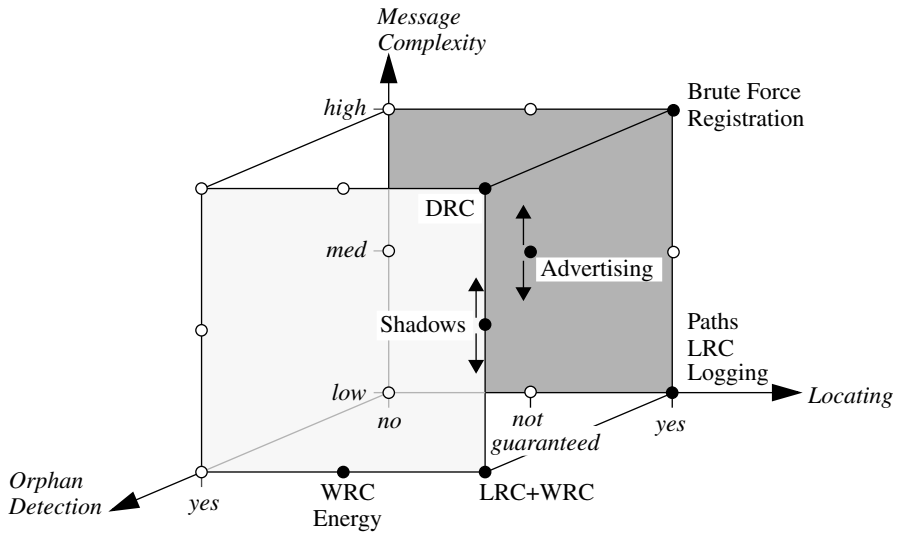 Message
Complexity
high
Brute Force
Registration
DRC
med
Advertising
Shadows
Paths
LRC
Logging
low
Locating
no
not
guaranteed
yes
Orphan
Detection
yes
WRC
Energy
LRC+WRC